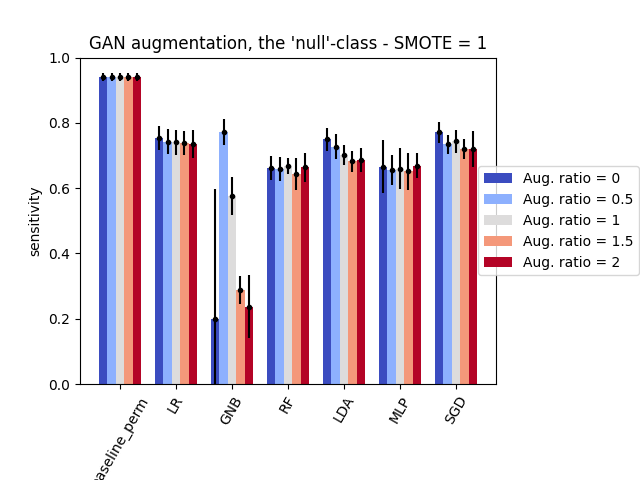 GAN augmentation, the 'null'-class - SMOTE = 1
sensitivity
1.0
0.8
0.6
0.4
0.2
0.0
Aug. ratio = 0
Aug. ratio = 0.5
Aug. ratio = 1
Aug. ratio = 1.5
Aug. ratio = 2
aseline_perm
LR
GNB
RF
LDA
MLP
SGD